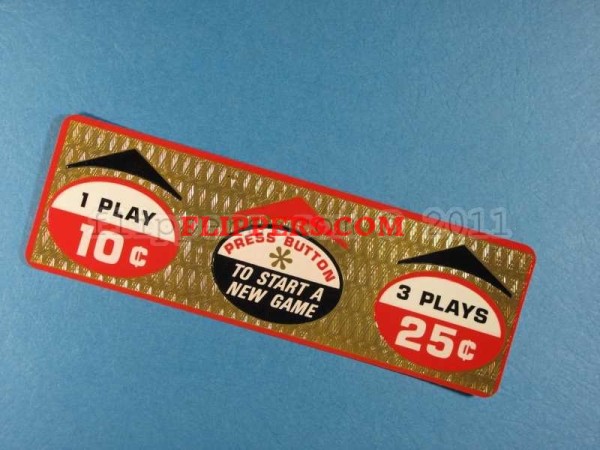 1 PLAY
10¢
PRESS BUTTON
*
TO START A
NEW GAME
3 PLAYS
25¢
FLIPPERS.COM
2011